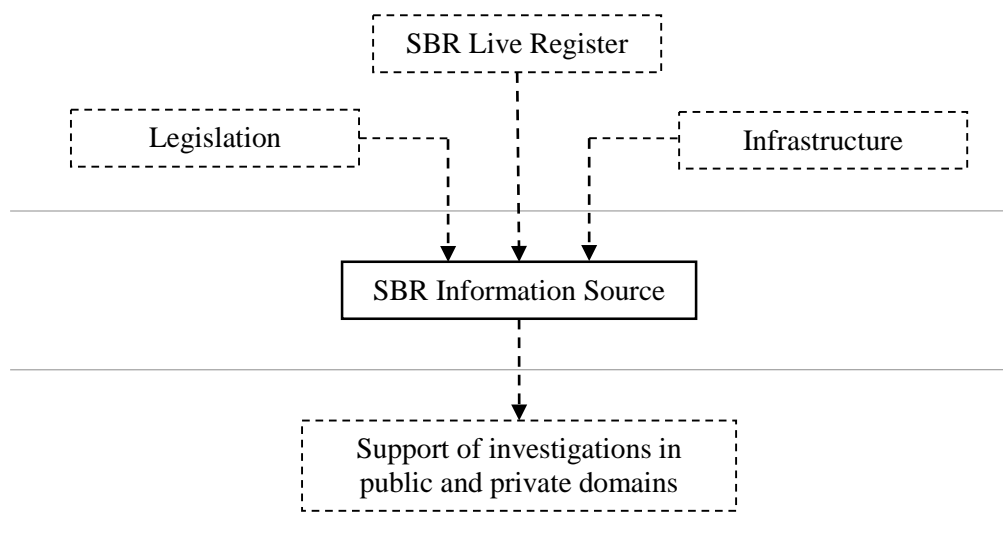 SBR Live Register
Legislation
Infrastructure
SBR Information Source
Support of investigations in
public and private domains